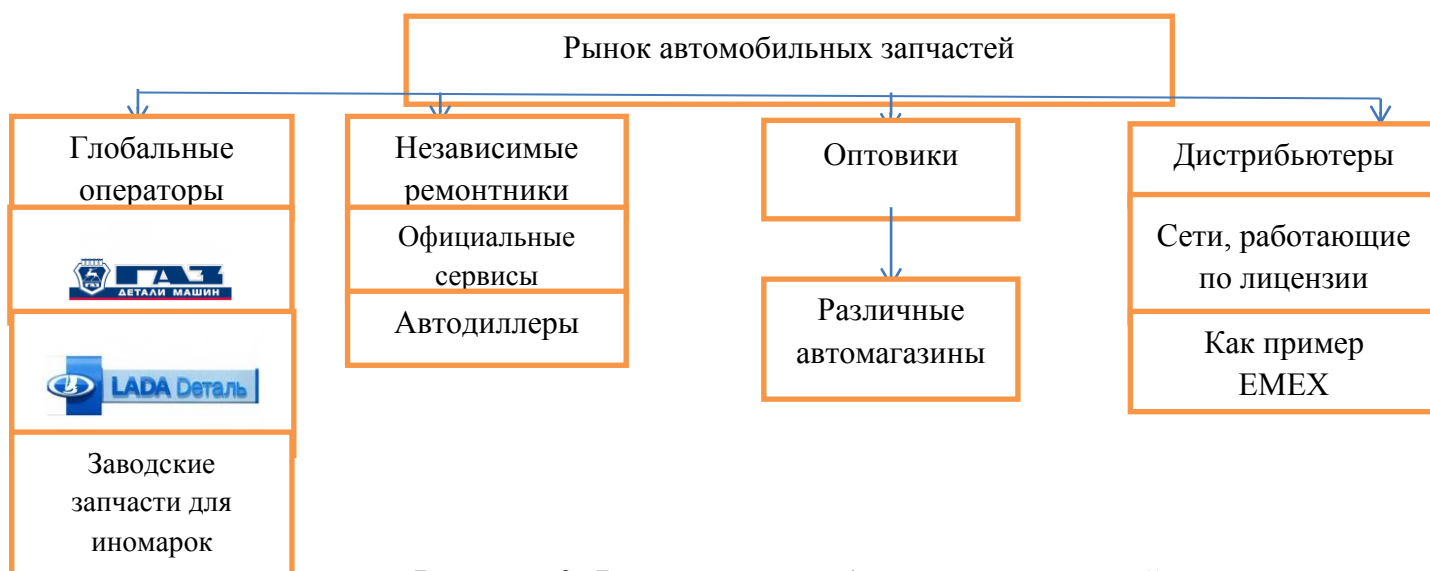 Рынок автомобильных запчастей
Глобальные
операторы
ГАЗ
ДЕТАЛИ МАШИН
LADA Деталь
Заводские
запчасти для
иномарок
Независимые
ремонтники
Официальные
сервисы
Автодиллеры
Оптовики
Различные
автомагазины
Дистрибьютеры
Сети, работающие
по лицензии
Как пример
EMEX